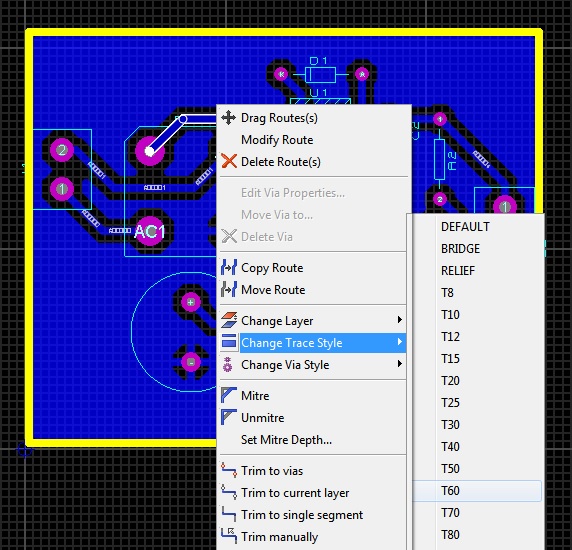 D1
K
A
U1
Drag Routes(s)
Modify Route
Delete Route(s)
Edit Via Properties...
Move Via to...
Delete Via
Copy Route
Move Route
Change Layer
Change Trace Style
Change Via Style
Mitre
Unmitre
Set Mitre Depth...
Trim to vias
Trim to current layer
Trim to single segment
Trim manually
DEFAULT
BRIDGE
RELIEF
T8
T10
T12
T15
T20
T25
T30
T40
T50
T60
T70
T80
2
1
AC1
+
-
1
R2
2
1